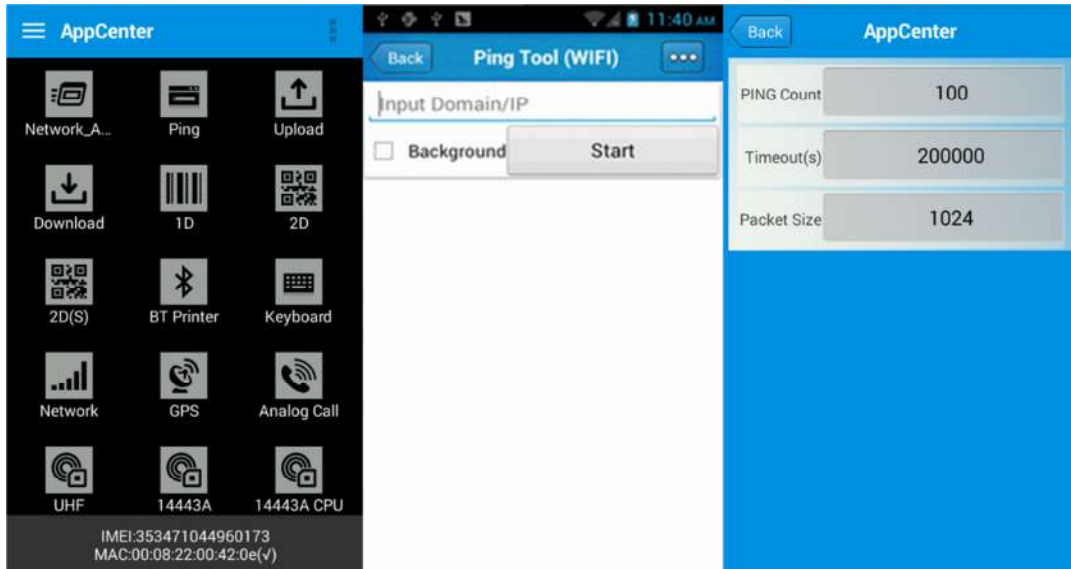 AppCenter
Network_A...
Ping
Upload
Download
1D
2D
2D(S)
BT Printer
Keyboard
Network
GPS
Analog Call
UHF
14443A
14443A CPU
IMEI:353471044960173
MAC:00:08:22:00:42:0e(√)
11:40 AM
Back
Ping Tool (WIFI)
Input Domain/IP
Background
Start
Back
AppCenter
PING Count
100
Timeout(s)
200000
Packet Size
1024